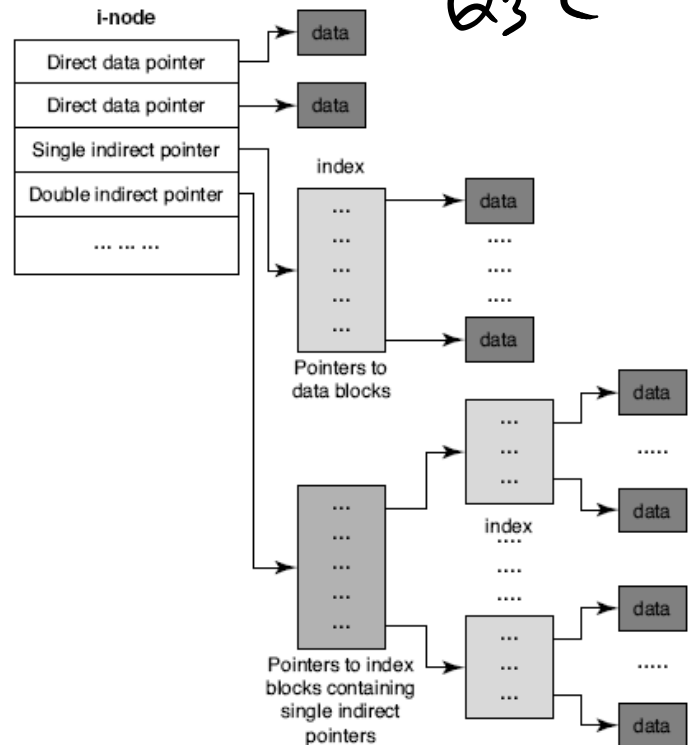 Q3 C
i-node
Direct data pointer
Direct data pointer
Single indirect pointer
Double indirect pointer
... ... ...
data
data
index
...
...
...
...
...
Pointers to
data blocks
data
....
....
....
data
...
...
...
...
...
Pointers to index
blocks containing
single indirect
pointers
...
...
...
index
....
....
....
...
...
...
data
.....
data
data
.....
data